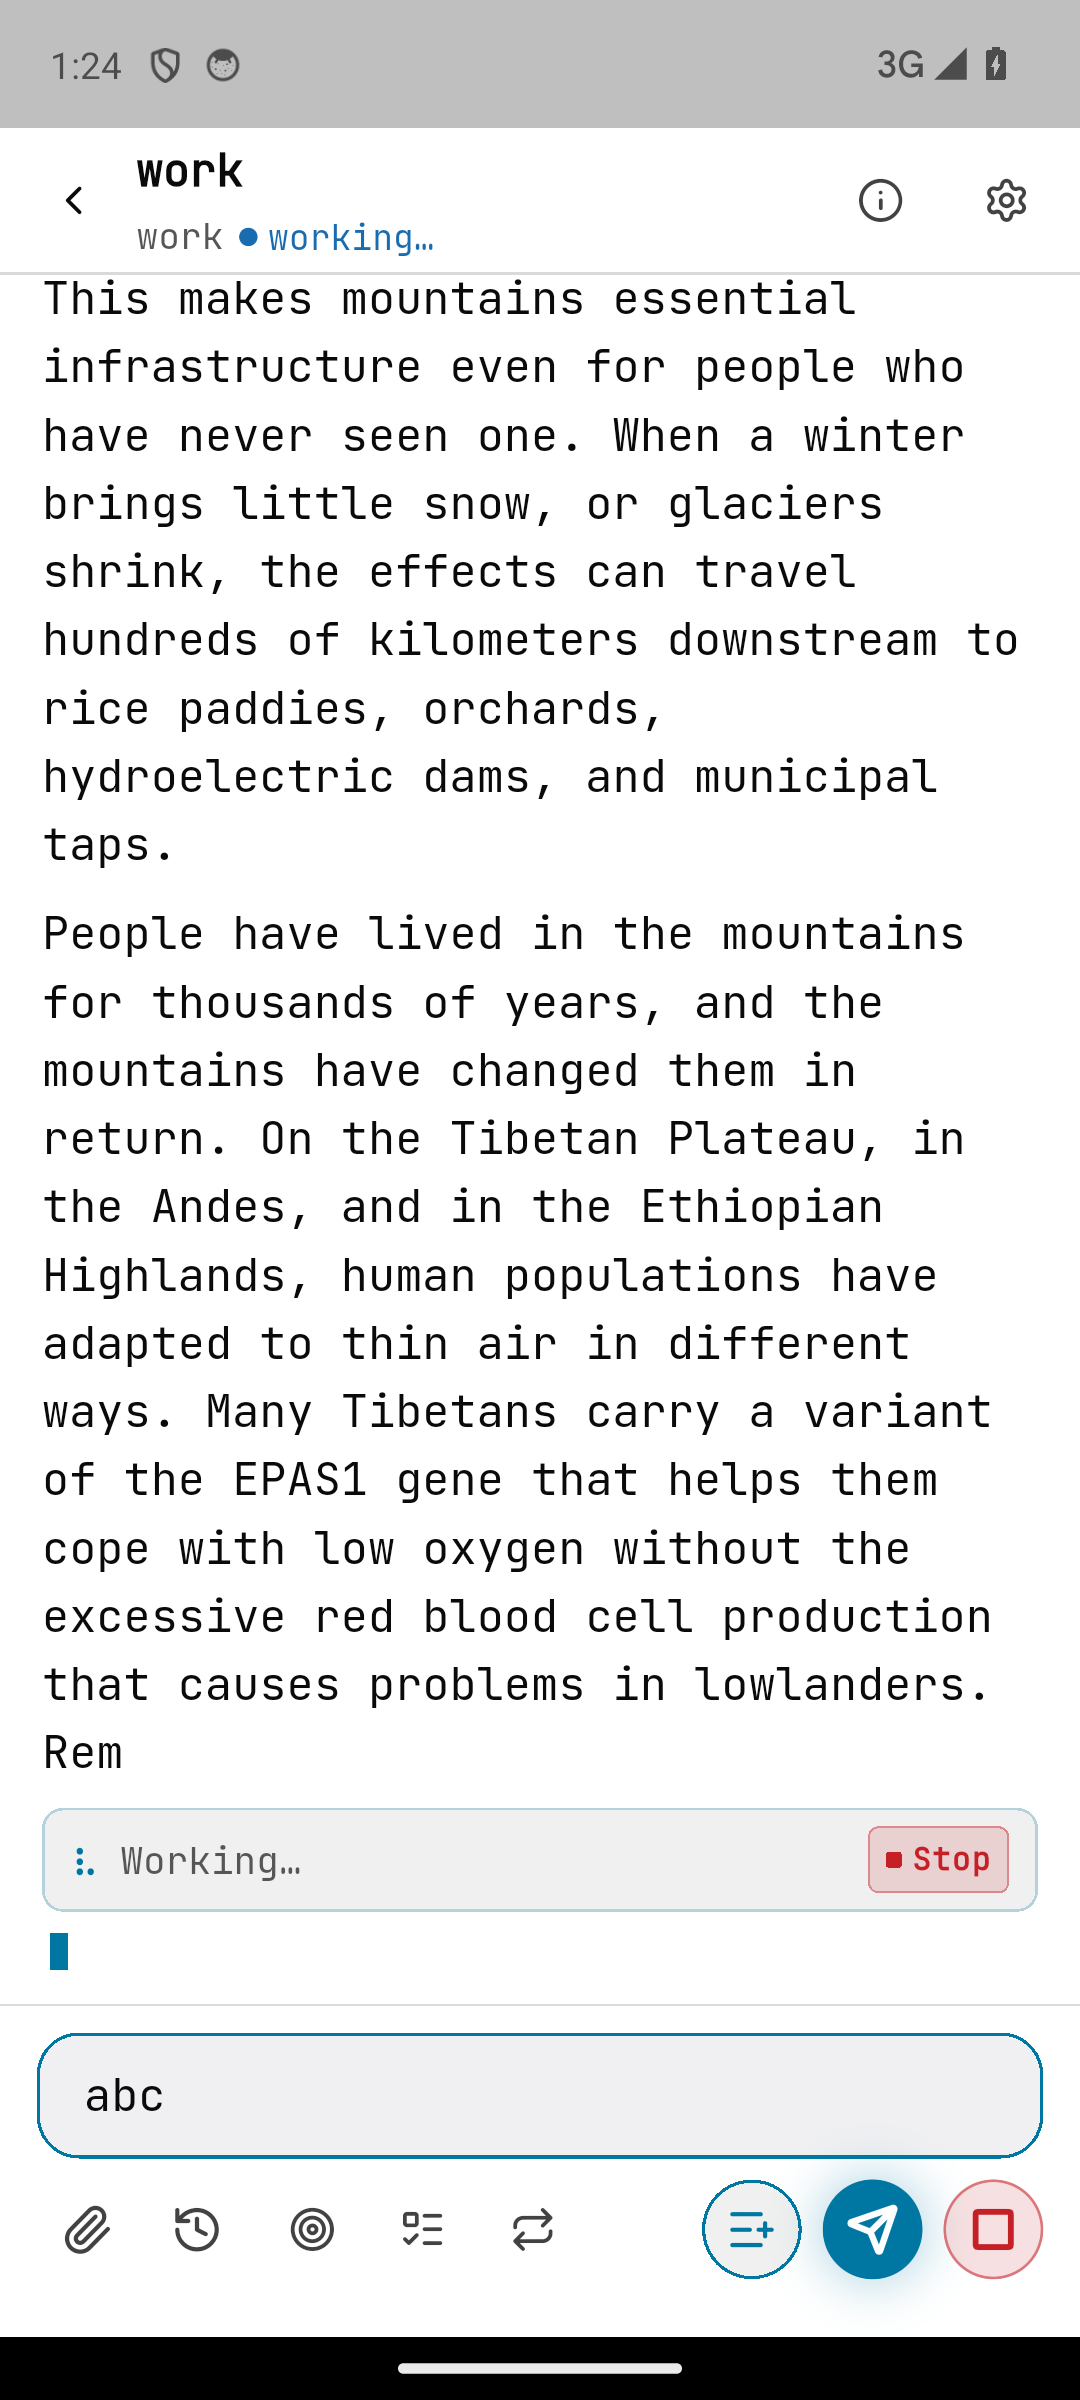 1:24
3G
work
work working…
This makes mountains essential
infrastructure even for people who
have never seen one. When a winter
brings little snow, or glaciers
shrink, the effects can travel
hundreds of kilometers downstream to
rice paddies, orchards,
hydroelectric dams, and municipal
taps.
People have lived in the mountains
for thousands of years, and the
mountains have changed them in
return. On the Tibetan Plateau, in
the Andes, and in the Ethiopian
Highlands, human populations have
adapted to thin air in different
ways. Many Tibetans carry a variant
of the EPAS1 gene that helps them
cope with low oxygen without the
excessive red blood cell production
that causes problems in lowlanders.
Rem
Working…
Stop
abc